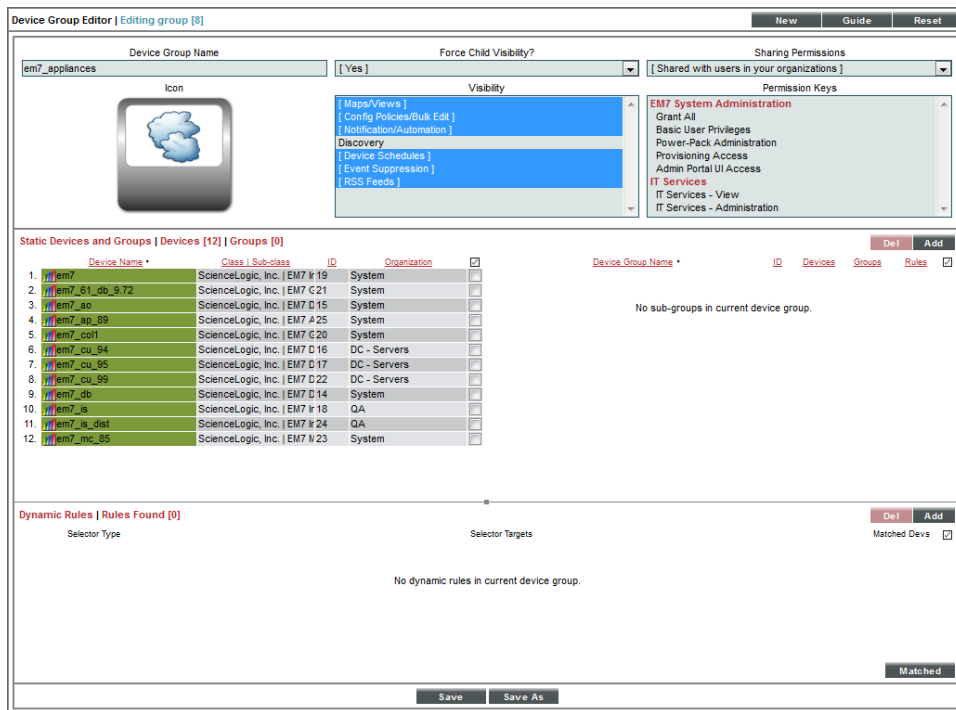 Device Group Editor | Editing group [8]
New Guide Reset
Device Group Name Force Child Visibility? Sharing Permissions
em7_appliances [ Yes ] [ Shared with users in your organizations ]
Icon Visibility Permission Keys
[ Maps/Views ]
[ Config Policies/Bulk Edit ]
[ Notification/Automation ]
Discovery
[ Device Schedules ]
[ Event Suppression ]
[ RSS Feeds ]
EM7 System Administration
Grant All
Basic User Privileges
Power-Pack Administration
Provisioning Access
Admin Portal UI Access
IT Services
IT Services - View
IT Services - Administration
Static Devices and Groups | Devices [12] | Groups [0]
Del Add
Device Name Class | Sub-class ID Organization
1. em7 ScienceLogic, Inc. | EM7 Ir 19 System
2. em7_61_db_9.72 ScienceLogic, Inc. | EM7 G 21 System
3. em7_ao ScienceLogic, Inc. | EM7 D 15 System
4. em7_ap_89 ScienceLogic, Inc. | EM7 A 25 System
5. em7_col1 ScienceLogic, Inc. | EM7 G 20 System
6. em7_cu_94 ScienceLogic, Inc. | EM7 D 16 DC - Servers
7. em7_cu_95 ScienceLogic, Inc. | EM7 D 17 DC - Servers
8. em7_cu_99 ScienceLogic, Inc. | EM7 D 22 DC - Servers
9. em7_db ScienceLogic, Inc. | EM7 D 14 System
10. em7_is ScienceLogic, Inc. | EM7 Ir 18 QA
11. em7_is_dist ScienceLogic, Inc. | EM7 Ir 24 QA
12. em7_mc_85 ScienceLogic, Inc. | EM7 M 23 System
Device Group Name ID Devices Groups Rules
No sub-groups in current device group.
Dynamic Rules | Rules Found [0]
Del Add
Selector Type Selector Targets Matched Devs
No dynamic rules in current device group.
Matched
Save Save As